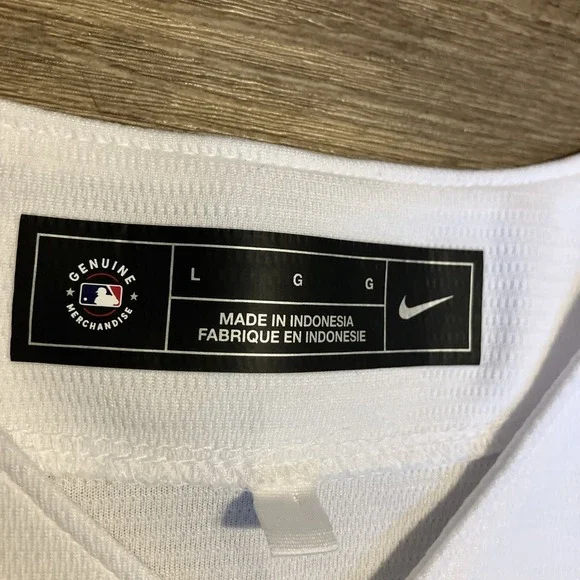 GENUINE
MERCHANDISE
L G G
MADE IN INDONESIA
FABRIQUE EN INDONESIE